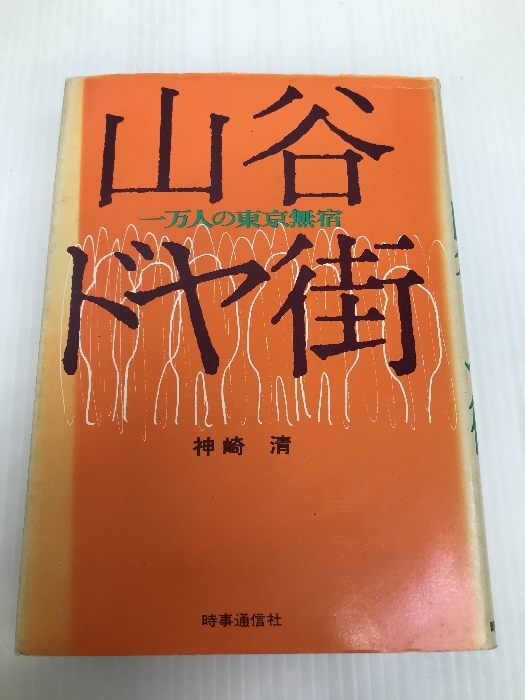 山谷
一万人の東京無宿
ドヤ街
神崎 清
時事通信社